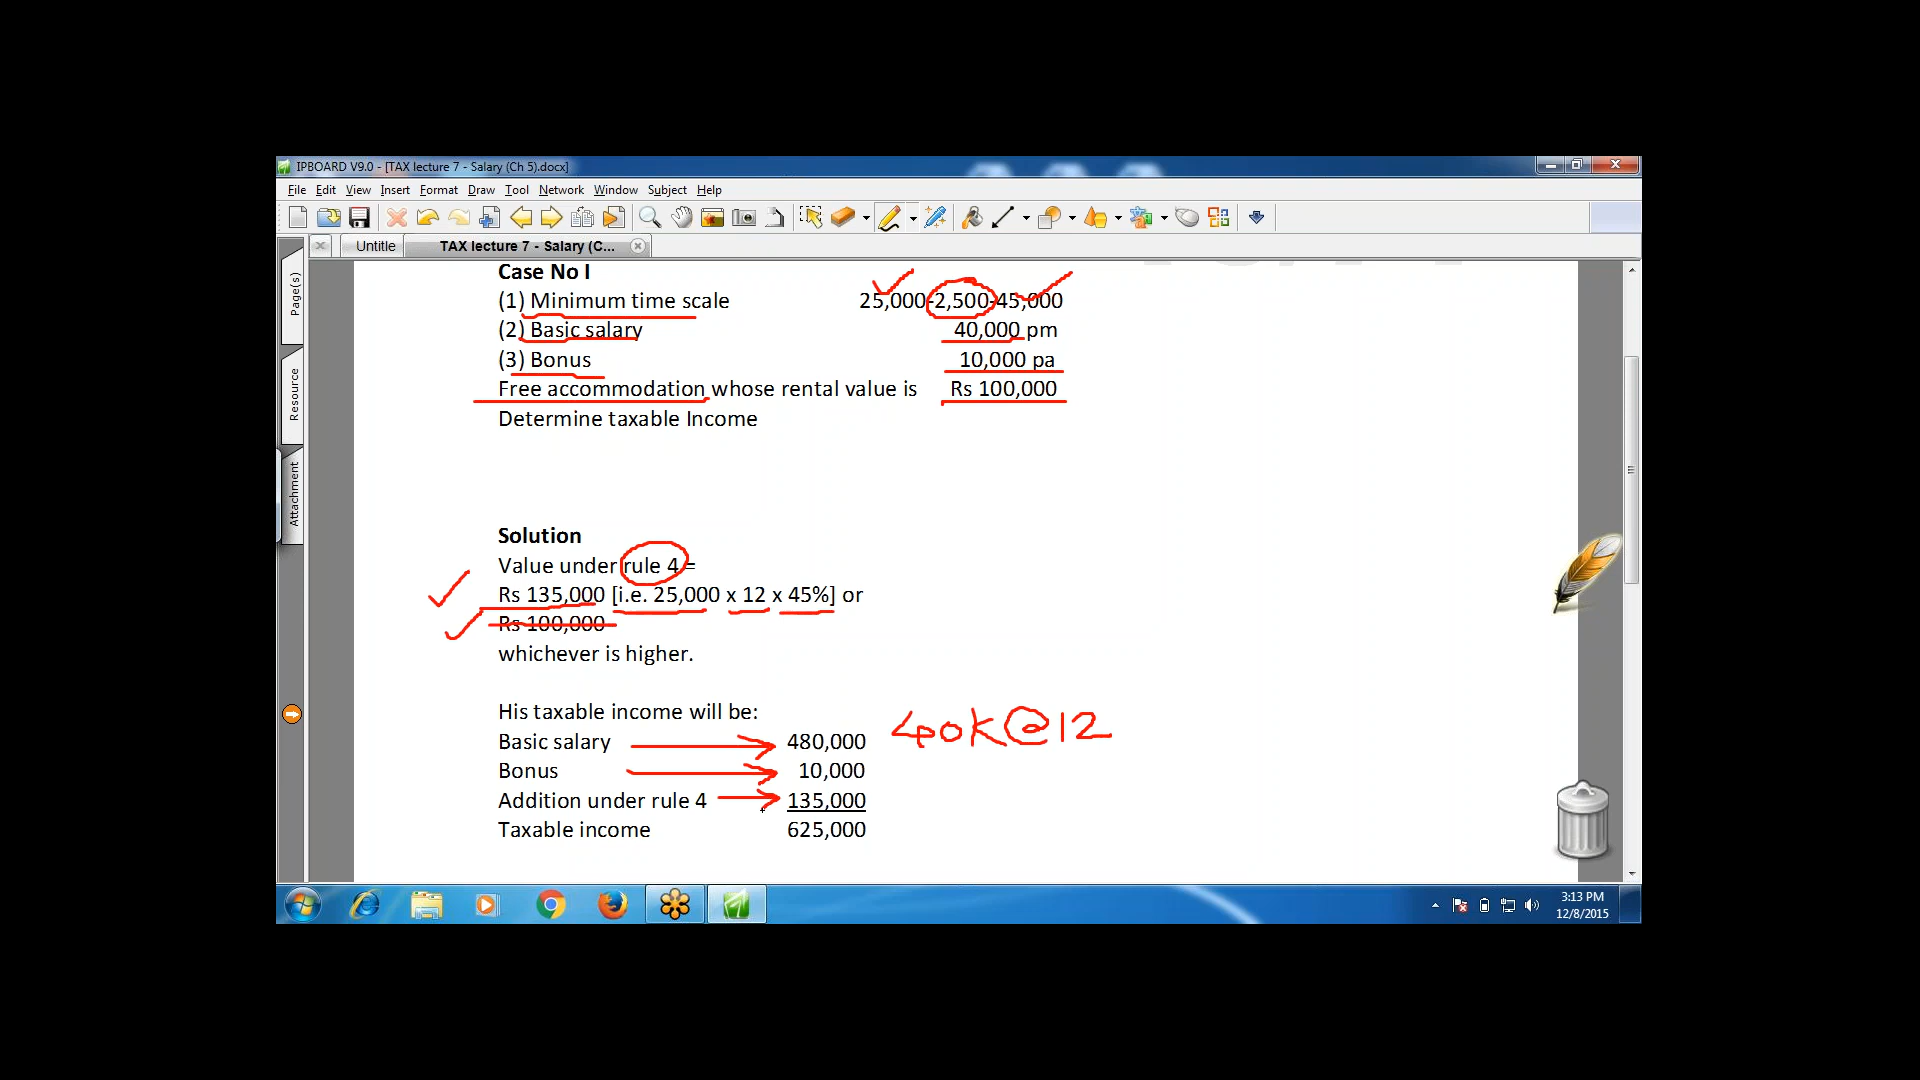 IPBOARD V9.0 - [TAX lecture 7 - Salary (Ch 5).docx]
File Edit View Insert Format Draw Tool Network Window Subject Help
Untitle TAX lecture 7 - Salary (C...
Page(s)
Resource
Attachment
Case No I
(1) Minimum time scale 25,000-2,500-45,000
(2) Basic salary 40,000 pm
(3) Bonus 10,000 pa
Free accommodation whose rental value is Rs 100,000
Determine taxable Income
Solution
Value under rule 4 =
Rs 135,000 [i.e. 25,000 x 12 x 45%] or
Rs 100,000
whichever is higher.
His taxable income will be:
Basic salary 480,000 40K@12
Bonus 10,000
Addition under rule 4 135,000
Taxable income 625,000
3:13 PM
12/8/2015